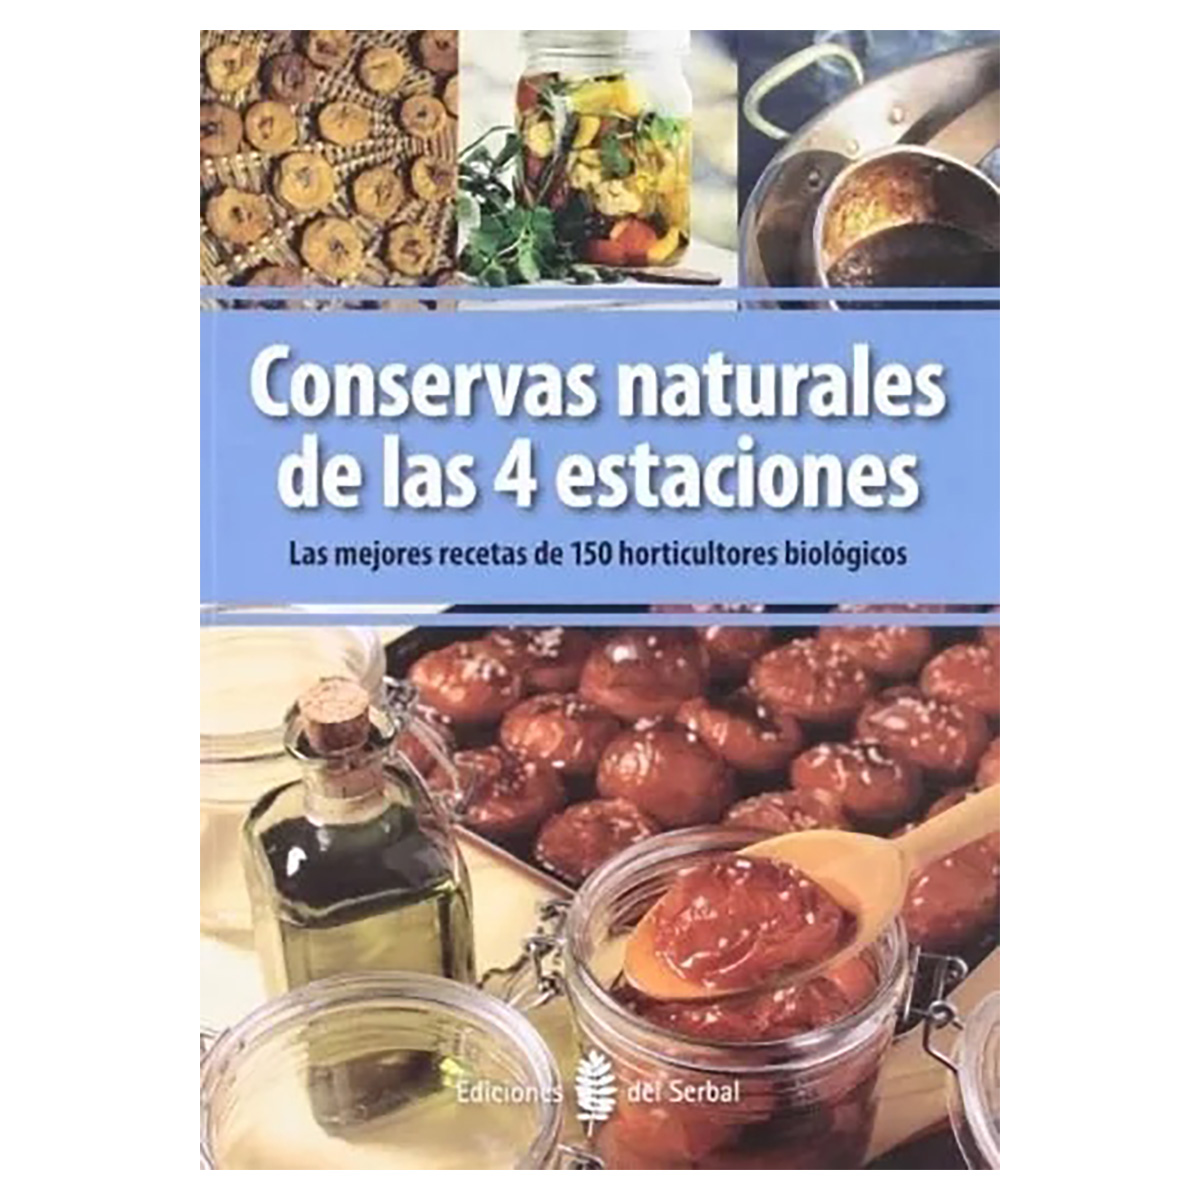 Conservas naturales
de las 4 estaciones
Las mejores recetas de 150 horticultores biológicos
Ediciones del Serbal